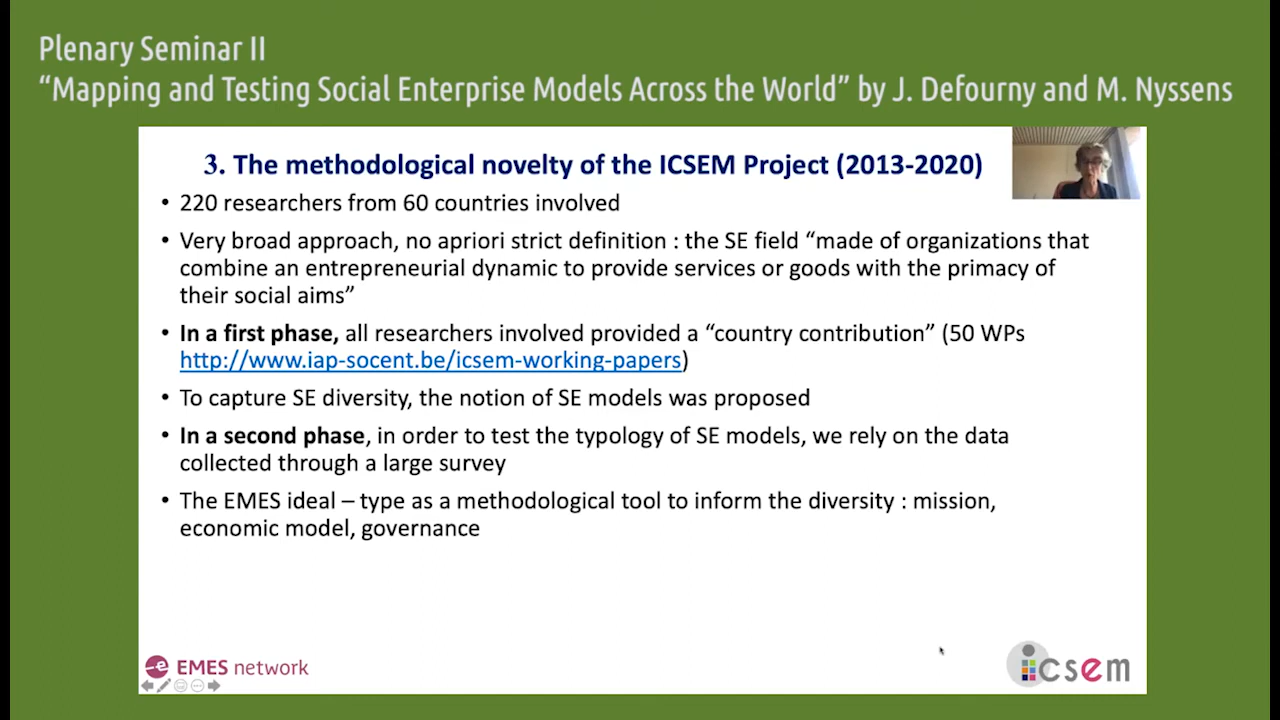 Plenary Seminar II
“Mapping and Testing Social Enterprise Models Across the World” by J. Defourny and M. Nyssens
3. The methodological novelty of the ICSEM Project (2013-2020)
• 220 researchers from 60 countries involved
• Very broad approach, no apriori strict definition : the SE field “made of organizations that
combine an entrepreneurial dynamic to provide services or goods with the primacy of
their social aims”
• In a first phase, all researchers involved provided a “country contribution” (50 WPs
http://www.iap-socent.be/icsem-working-papers)
• To capture SE diversity, the notion of SE models was proposed
• In a second phase, in order to test the typology of SE models, we rely on the data
collected through a large survey
• The EMES ideal – type as a methodological tool to inform the diversity : mission,
economic model, governance
EMES network
icsem